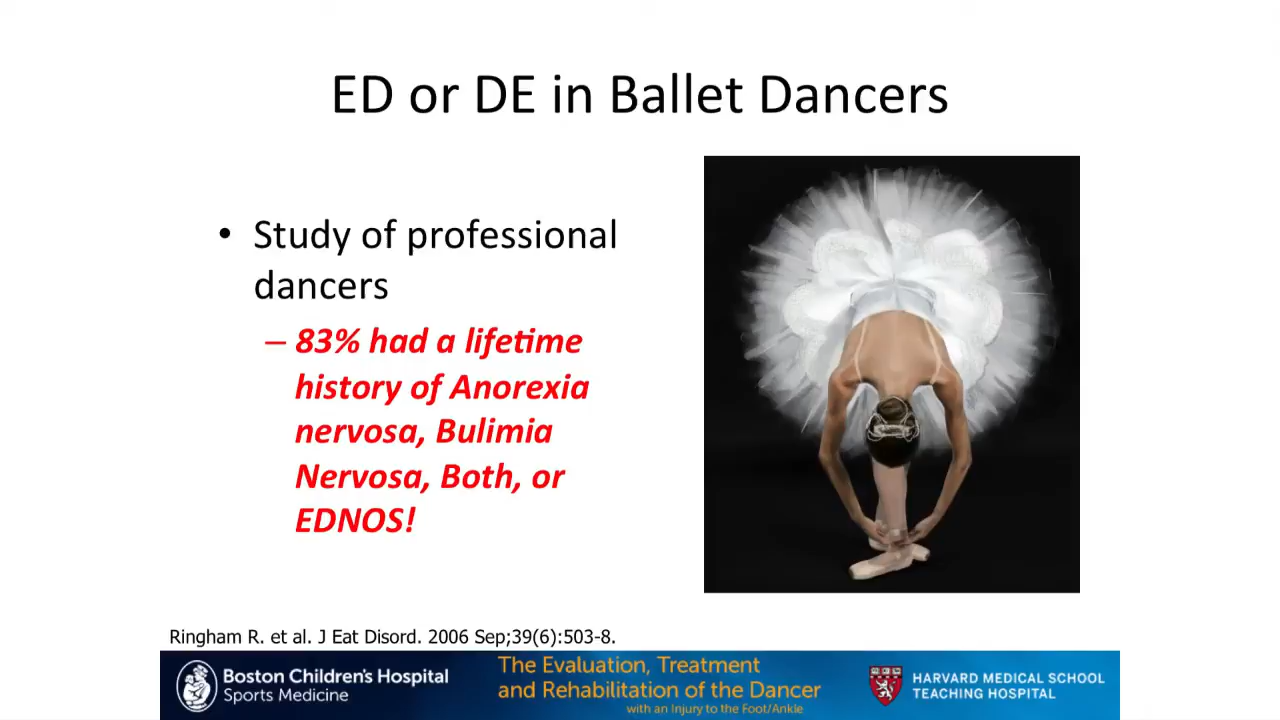 ED or DE in Ballet Dancers
• Study of professional
dancers
– 83% had a lifetime
history of Anorexia
nervosa, Bulimia
Nervosa, Both, or
EDNOS!
Ringham R. et al. J Eat Disord. 2006 Sep;39(6):503-8.
Boston Children's Hospital
Sports Medicine
The Evaluation, Treatment
and Rehabilitation of the Dancer
with an Injury to the Foot/Ankle
HARVARD MEDICAL SCHOOL
TEACHING HOSPITAL